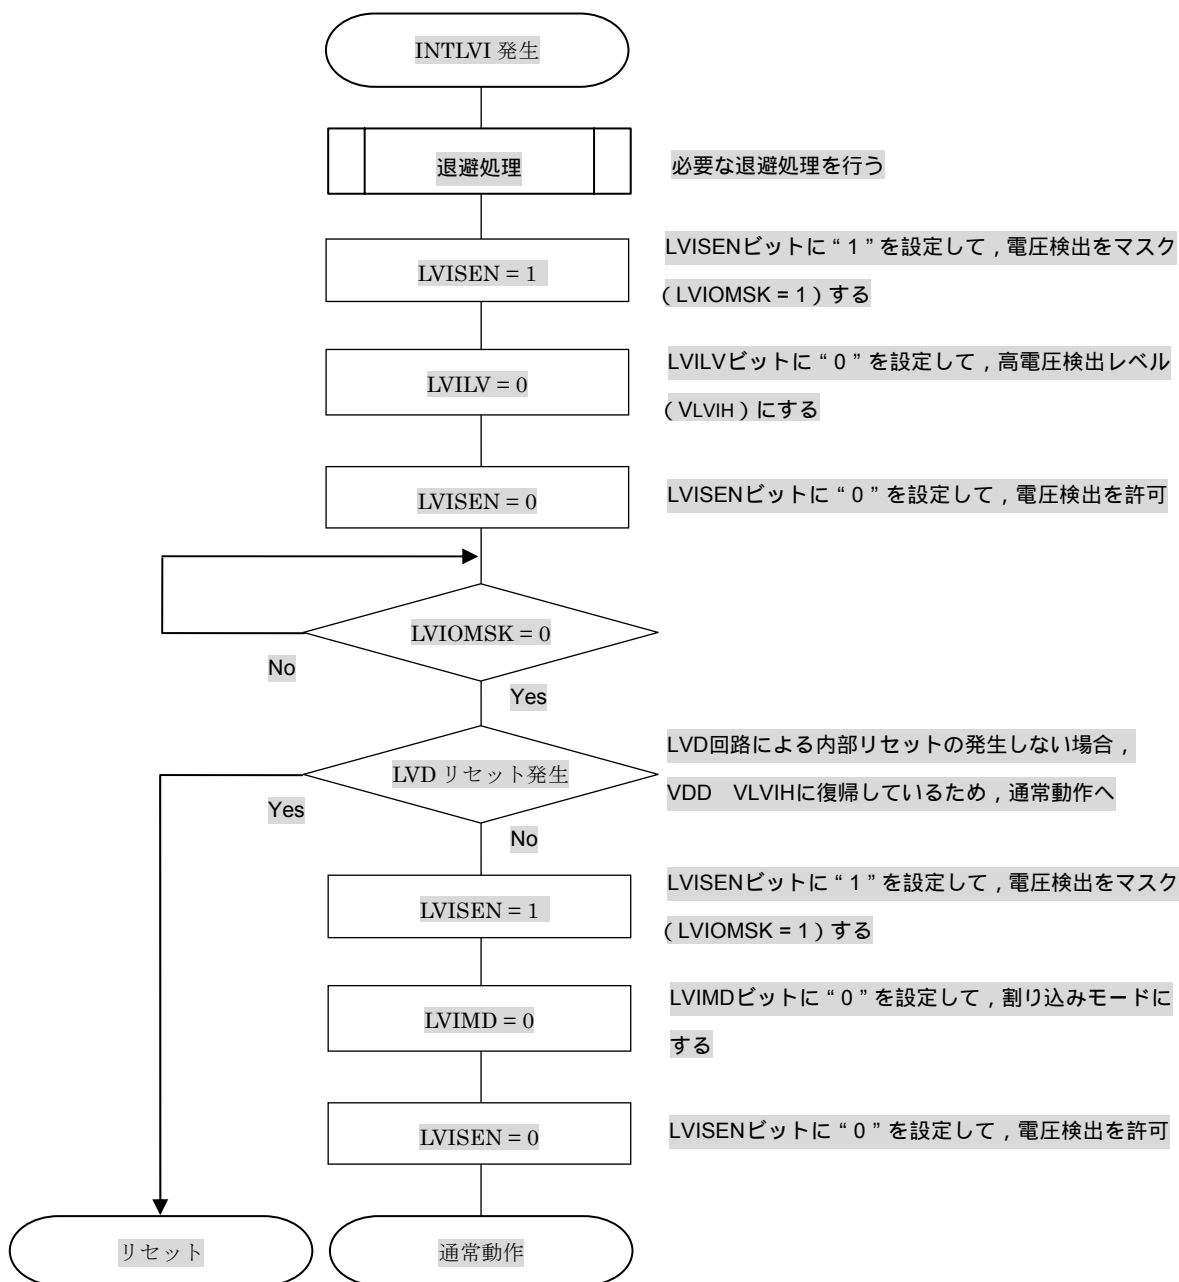 INTLVI 発生
退避処理
必要な退避処理を行う
LVISEN = 1
LVISENビットに“1”を設定して,電圧検出をマスク
(LVIOMSK = 1)する
LVILV = 0
LVILVビットに“0”を設定して,高電圧検出レベル
(VLVIH)にする
LVISEN = 0
LVISENビットに“0”を設定して,電圧検出を許可
LVIOMSK = 0
No
Yes
LVD リセット発生
LVD回路による内部リセットの発生しない場合,
VDD VLVIHに復帰しているため,通常動作へ
Yes
No
LVISEN = 1
LVISENビットに“1”を設定して,電圧検出をマスク
(LVIOMSK = 1)する
LVIMD = 0
LVIMDビットに“0”を設定して,割り込みモードに
する
LVISEN = 0
LVISENビットに“0”を設定して,電圧検出を許可
リセット
通常動作